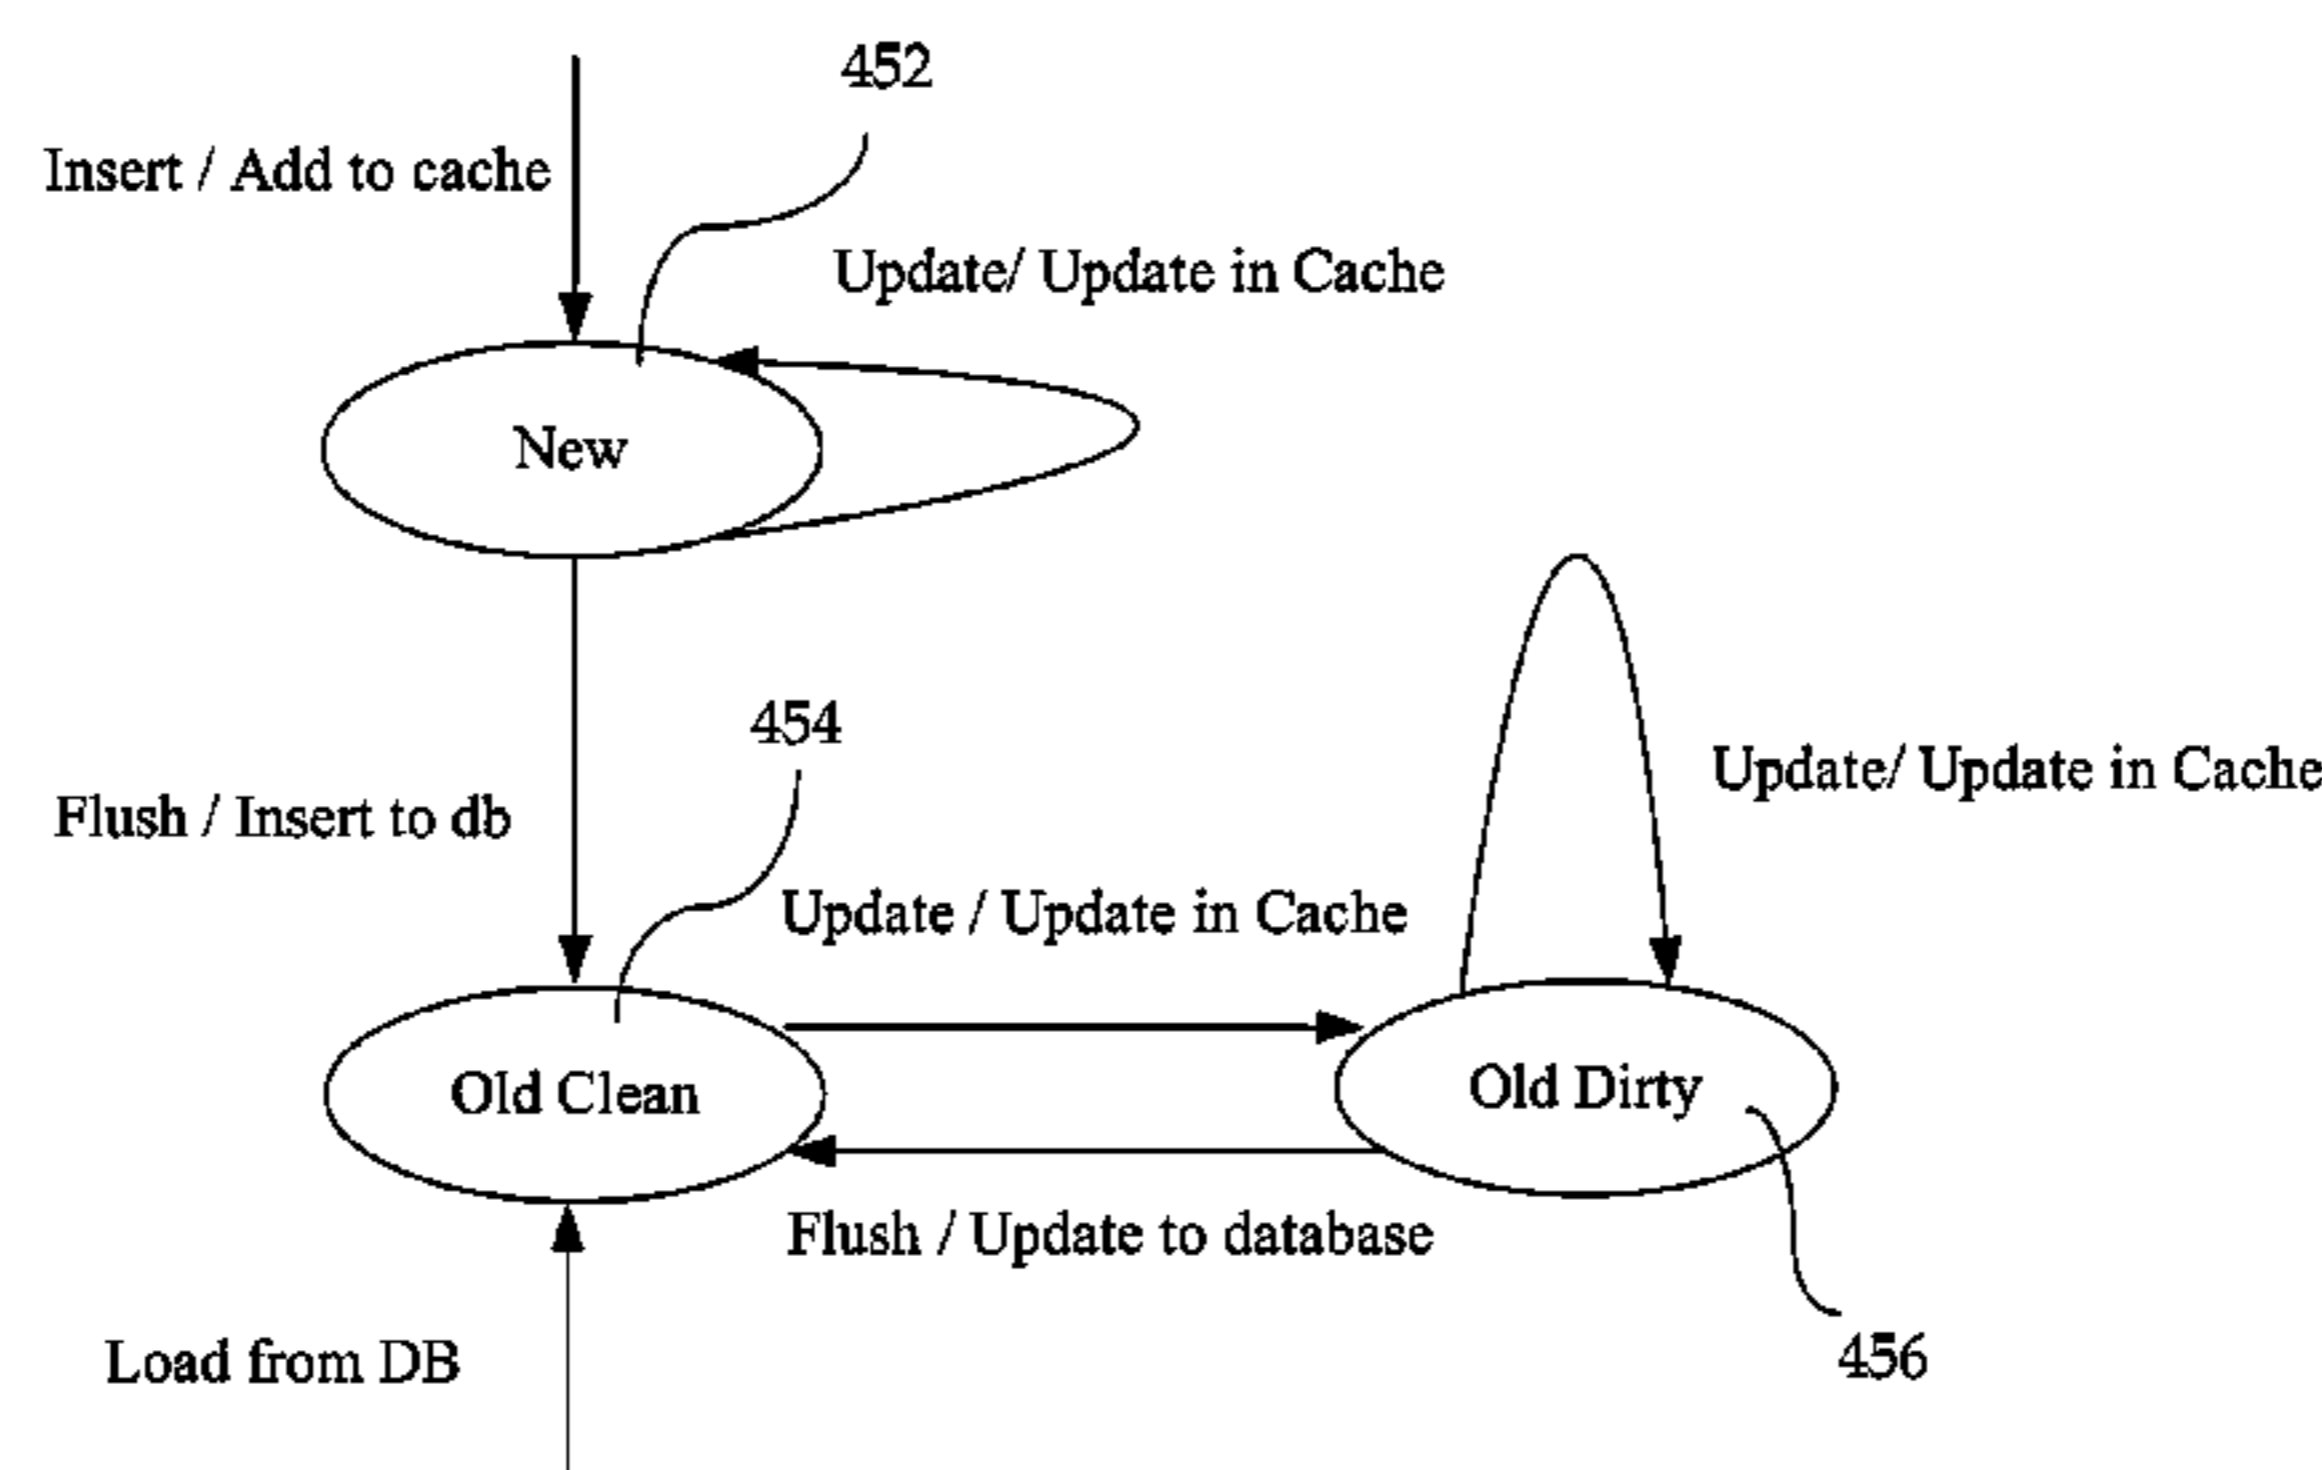 452
Insert / Add to cache
Update/ Update in Cache
New
454
Update/ Update in Cache
Flush / Insert to db
Update / Update in Cache
Old Clean
Old Dirty
Flush / Update to database
Load from DB
456